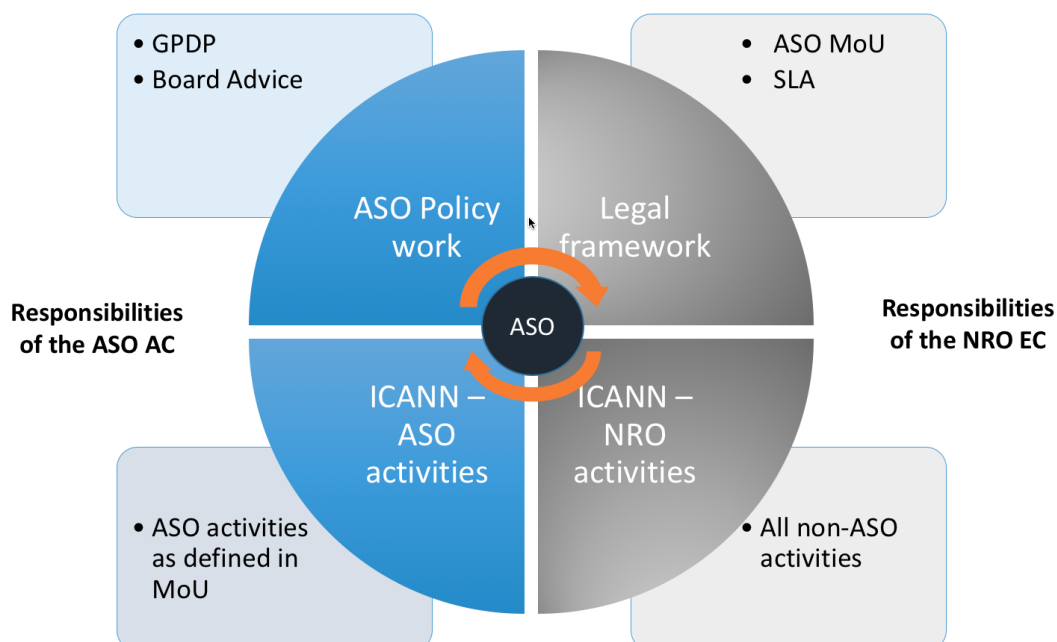 • GPDP
• Board Advice
• ASO MoU
• SLA
ASO Policy
work
Legal
framework
Responsibilities
of the ASO AC
ASO
Responsibilities
of the NRO EC
ICANN –
ASO
activities
ICANN –
NRO
activities
• ASO activities
as defined in
MoU
• All non-ASO
activities